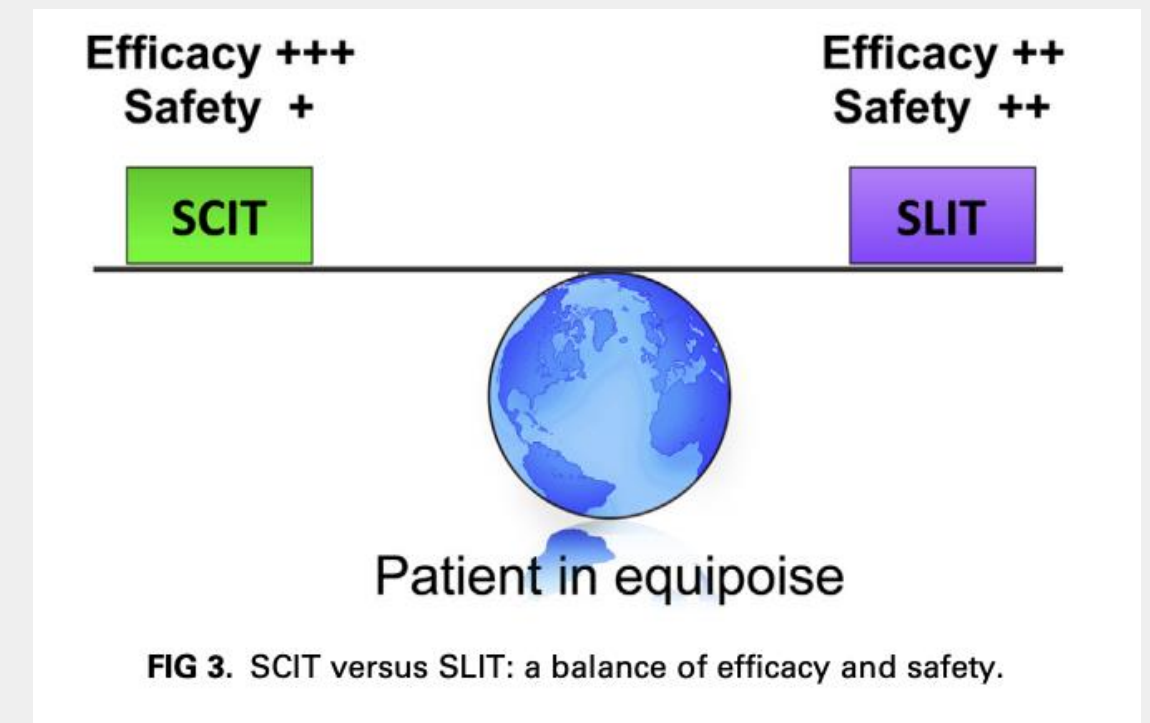 Efficacy +++
Safety +
Efficacy ++
Safety ++
SCIT
SLIT
Patient in equipoise
FIG 3. SCIT versus SLIT: a balance of efficacy and safety.